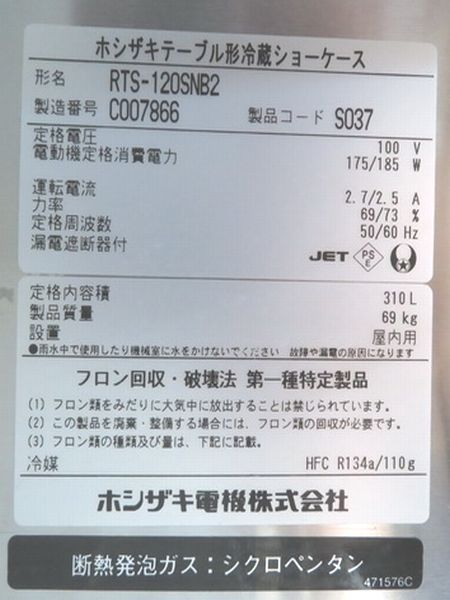 ホシザキテーブル形冷蔵ショーケース
形名 RTS-120SNB2
製造番号 C007866 製品コード S037
定格電圧 100 V
電動機定格消費電力 175/185 W
運転電流 2.7/2.5 A
力率 69/73 %
定格周波数 50/60 Hz
漏電遮断器付
JET PS E
定格内容積 310 L
製品質量 69 kg
設置 屋内用
●雨水中で使用したり機械室に水をかけないでください 故障や漏電の原因になります
フロン回収・破壊法 第一種特定製品
(1) フロン類をみだりに大気中に放出することは禁じられています。
(2) この製品を廃棄・整備する場合には、フロン類の回収が必要です。
(3) フロン類の種類及び量は、下記に記載。
冷媒 HFC R134a/110g
ホシザキ電機株式会社
断熱発泡ガス：シクロペンタン
471576C